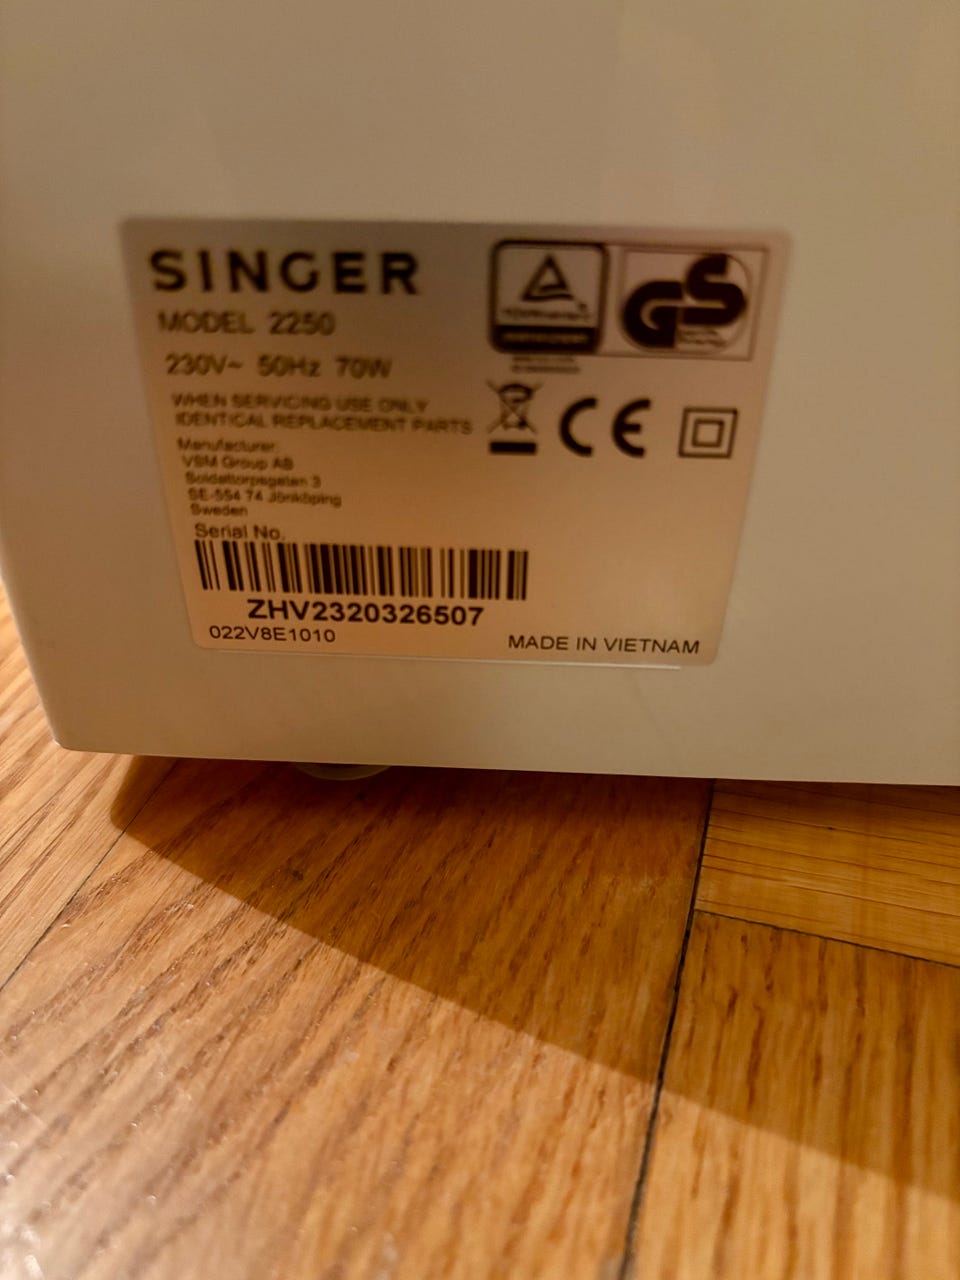 SINGER
MODEL 2250
230V~ 50Hz 70W
WHEN SERVICING USE ONLY
IDENTICAL REPLACEMENT PARTS
Manufacturer:
VSM Group AB
Soldattorpsgatan 3
SE-554 74 Jönköping
Sweden
Serial No.
ZHV2320326507
022V8E1010
MADE IN VIETNAM
GS
CE